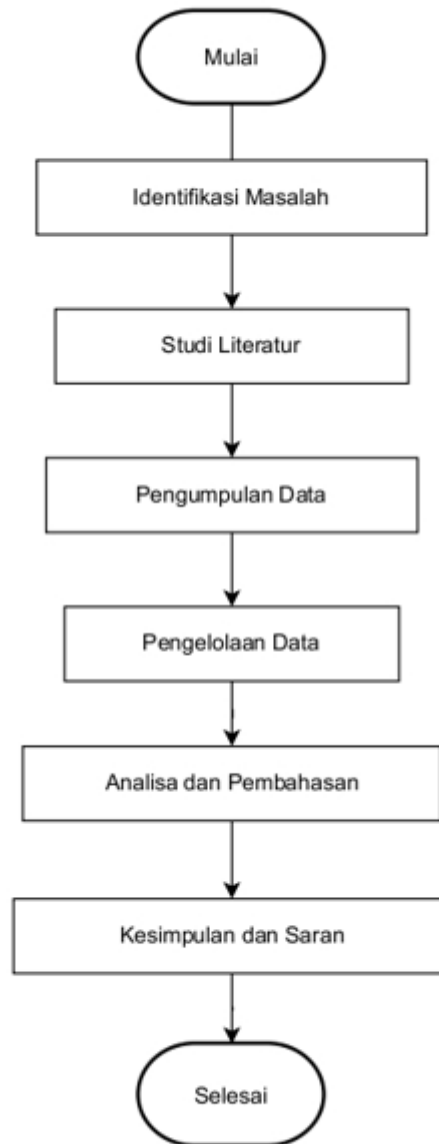 Mulai
Identifikasi Masalah
Studi Literatur
Pengumpulan Data
Pengelolaan Data
Analisa dan Pembahasan
Kesimpulan dan Saran
Selesai